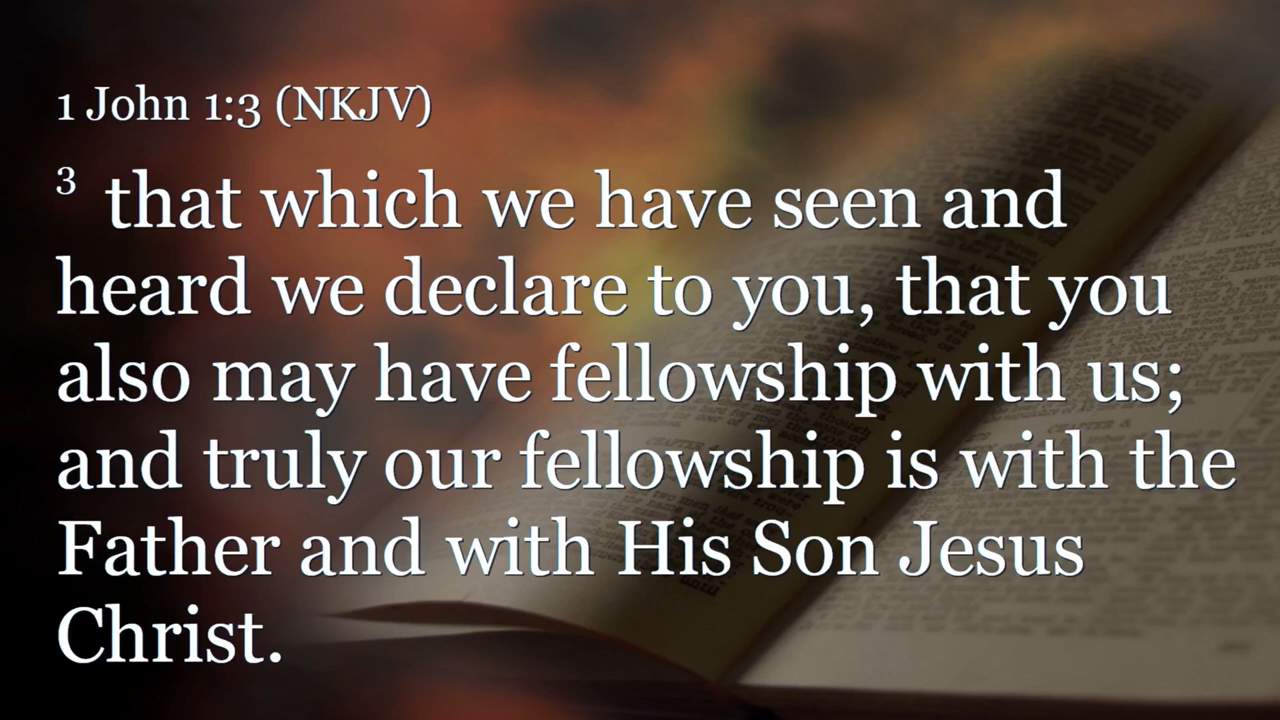 1 John 1:3 (NKJV)
3 that which we have seen and
heard we declare to you, that you
also may have fellowship with us;
and truly our fellowship is with the
Father and with His Son Jesus
Christ.